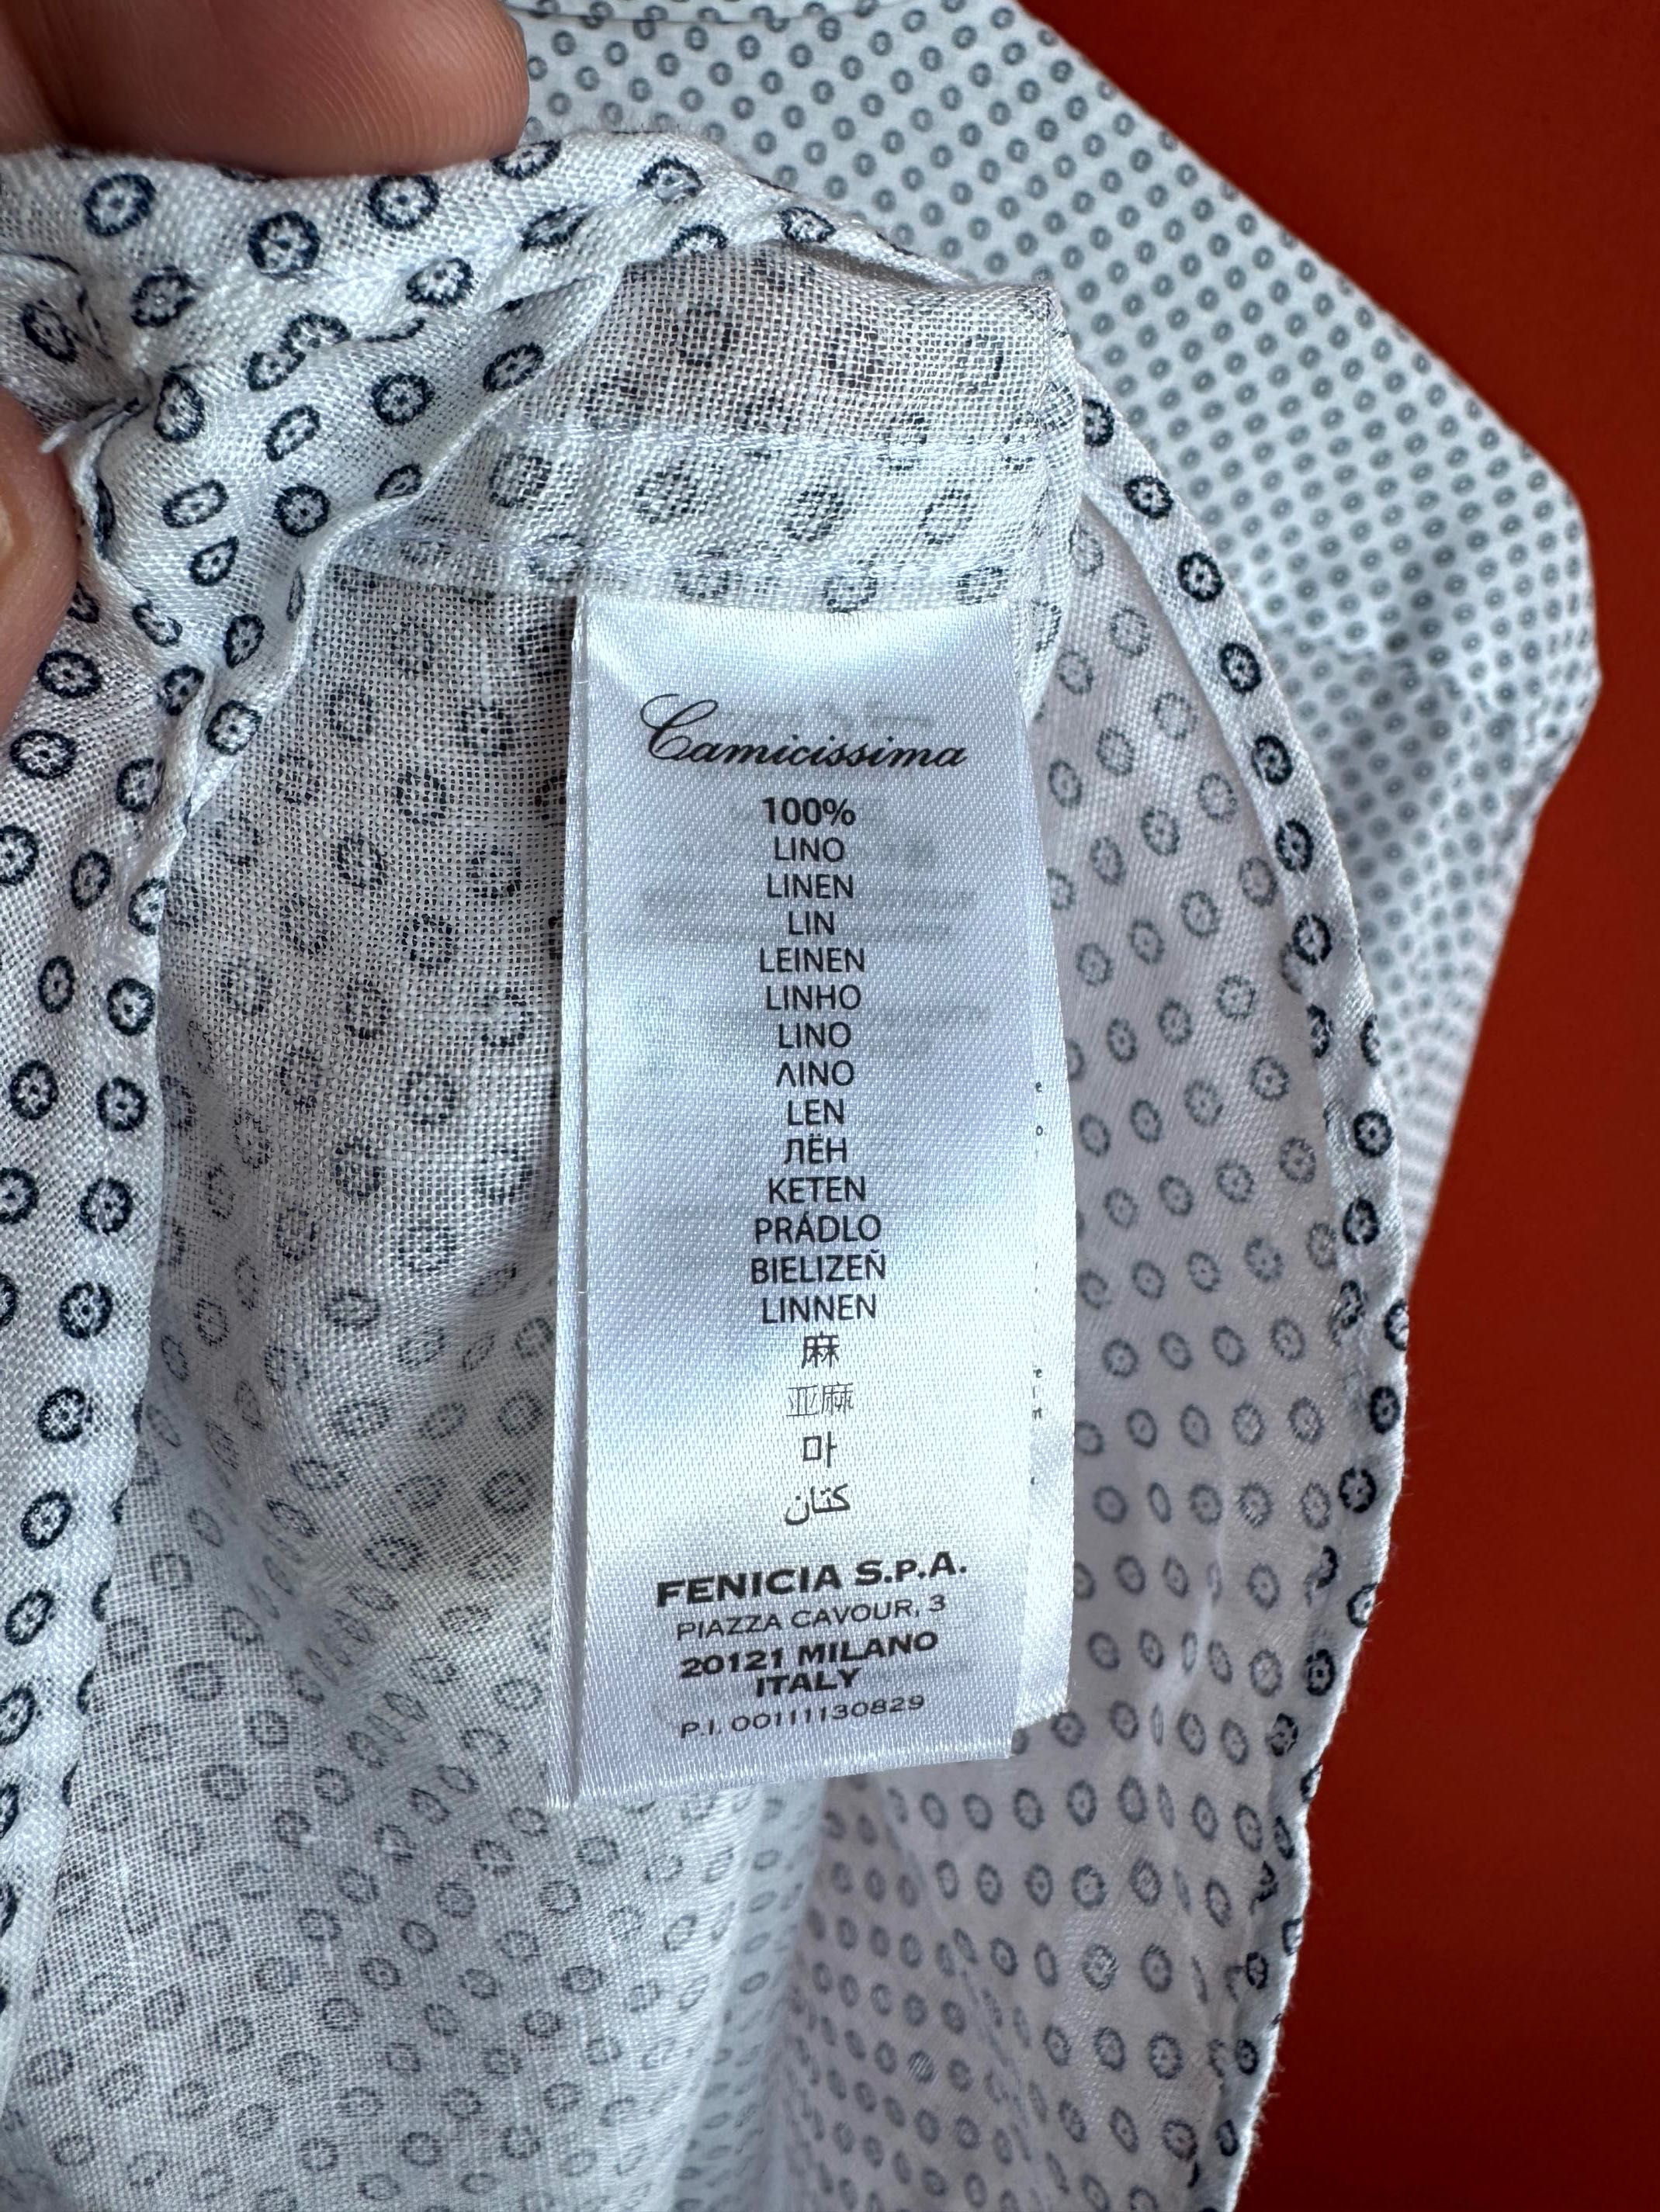 Camicissima
100%
LINO
LINEN
LIN
LEINEN
LINHO
LINO
ΛΙΝΟ
LEN
ЛЁН
KETEN
PRÁDLO
BIELIZEŇ
LINNEN
麻
亚麻
마
كتان
FENICIA S.P.A.
PIAZZA CAVOUR, 3
20121 MILANO
ITALY
P.I. 00111130829